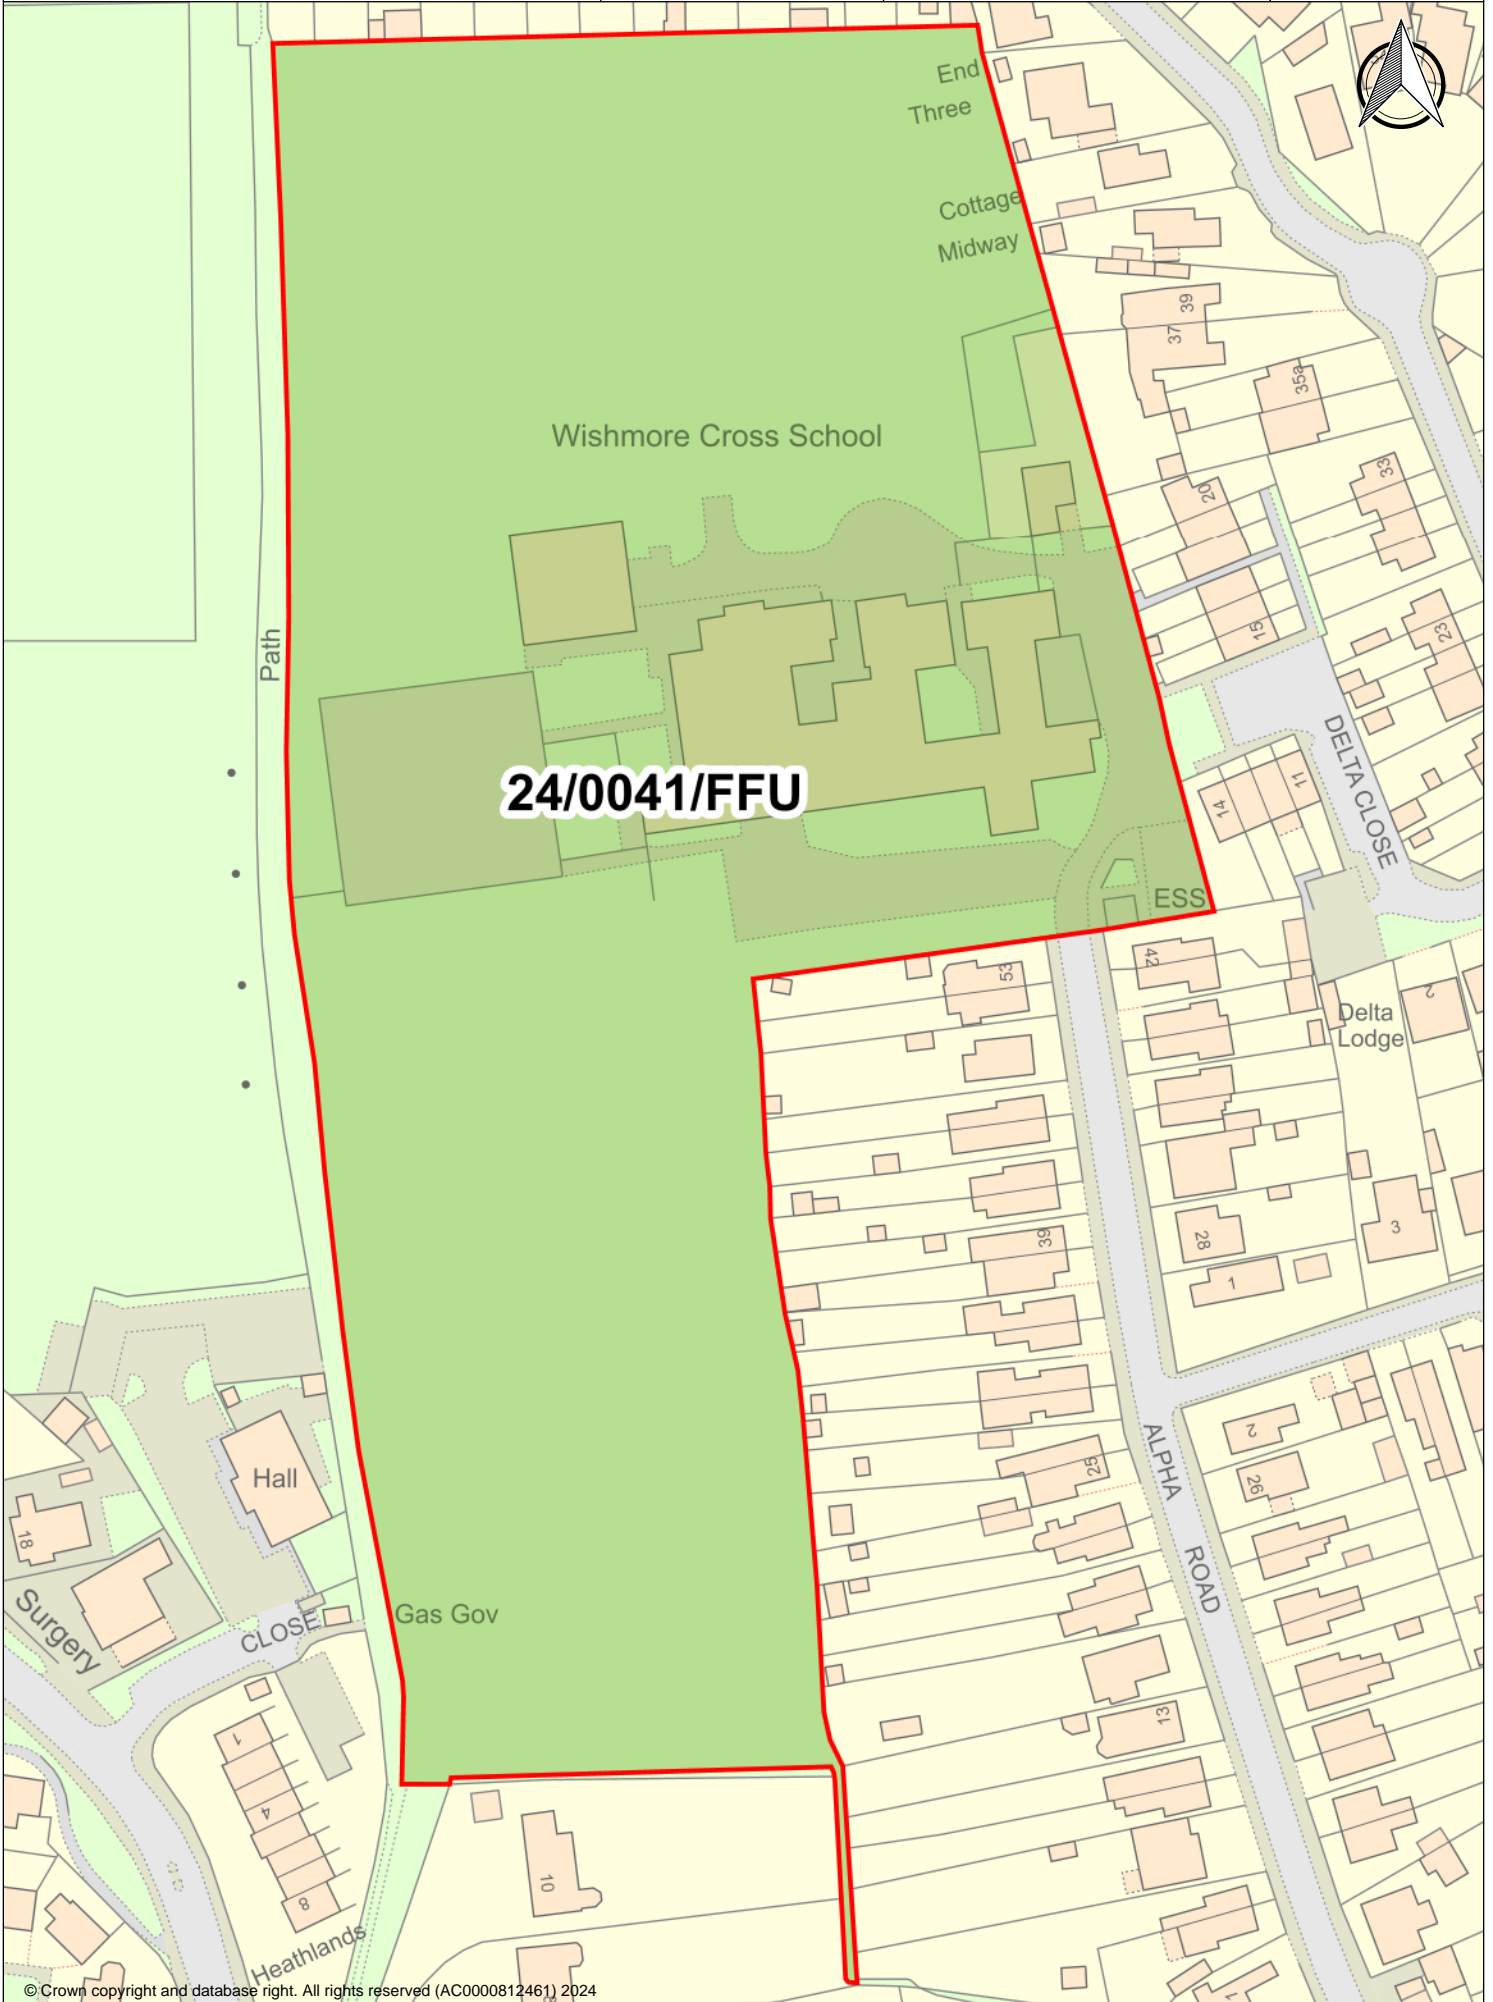 End
Three
Cottage
Midway
39
37
35a
Wishmore Cross School
33
20
Path
15
23
DELTA CLOSE
24/0041/FFU
11
14
ESS
42
53
2
Delta
Lodge
39
28
3
1
ALPHA
ROAD
2
25
26
Hall
18
Surgery
CLOSE
Gas Gov
13
1
4
10
8
Heathlands
1
© Crown copyright and database right. All rights reserved (AC0000812461) 2024